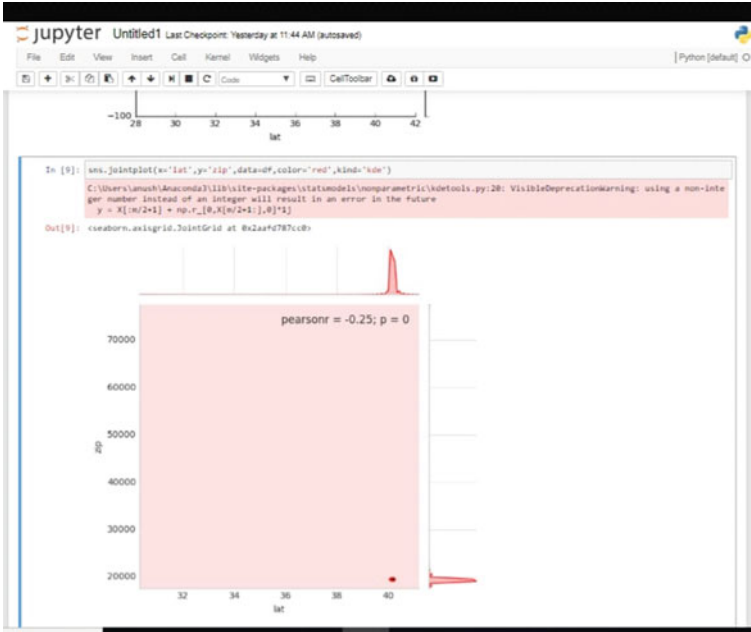 jupyter Untitled1 Last Checkpoint: Yesterday at 11:44 AM (autosaved)
File Edit View Insert Cell Kernel Widgets Help Python [default]
Code CellToolbar
-100
28 30 32 34 36 38 40 42
lat
In [9]: sns.jointplot(x='lat',y='zip',data=df,color='red',kind='kde')
C:\Users\anush\Anaconda3\lib\site-packages\statsmodels\nonparametric\kdetools.py:20: VisibleDeprecationWarning: using a non-inte
ger number instead of an integer will result in an error in the future
y = X[:m/2+1] + np.r_[0,X[m/2+1:],0]*1j
Out[9]: <seaborn.axisgrid.JointGrid at 0x2aafd787cc0>
pearsonr = -0.25; p = 0
70000
60000
50000
zip
40000
30000
20000
32 34 36 38 40
lat